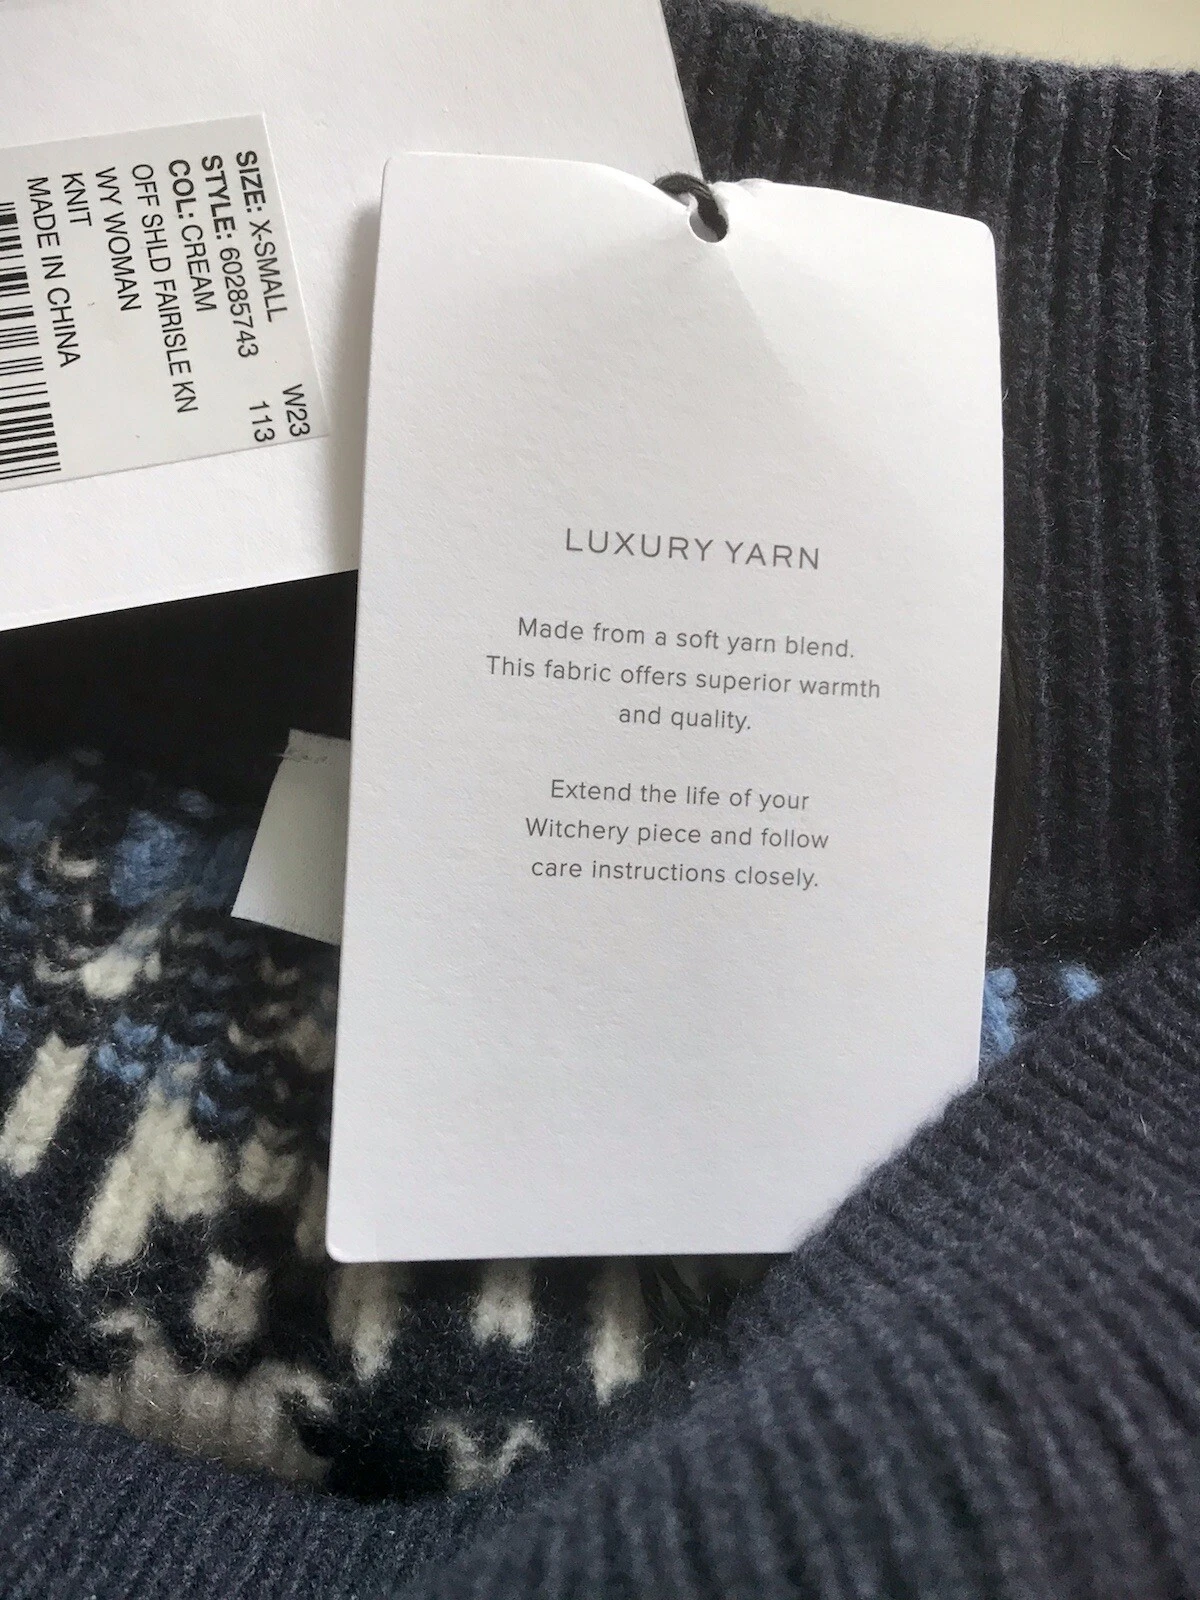 SIZE: X-SMALL W23
STYLE: 60285743 113
COL: CREAM
OFF SHLD FAIRISLE KN
WY WOMAN
KNIT
MADE IN CHINA
LUXURY YARN
Made from a soft yarn blend.
This fabric offers superior warmth
and quality.
Extend the life of your
Witchery piece and follow
care instructions closely.